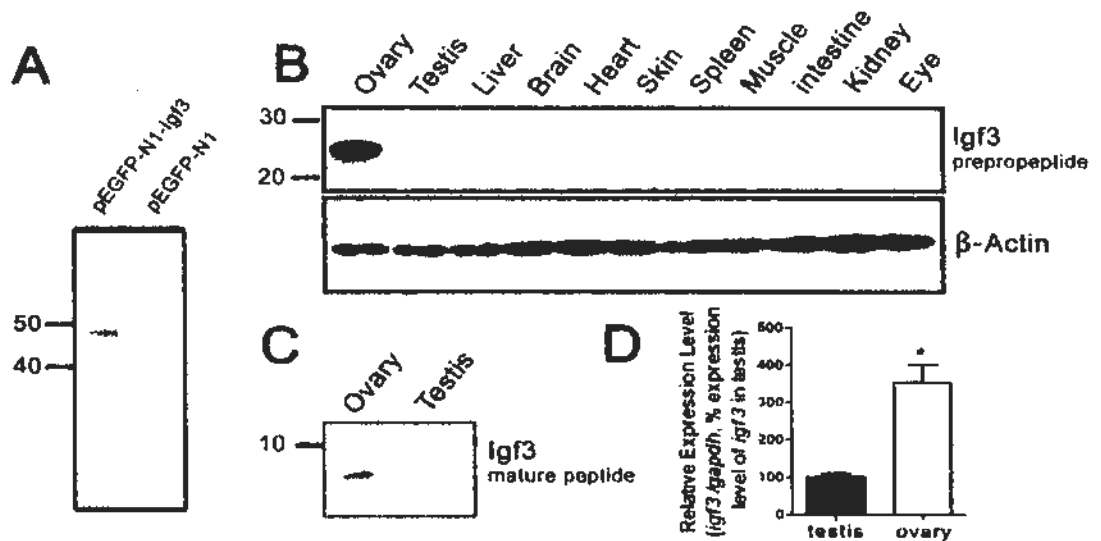 A
pEGFP-N1-Igf3
pEGFP-N1
50
40
B
Ovary
Testis
Liver
Brain
Heart
Skin
Spleen
Muscle
intestine
Kidney
Eye
30
20
Igf3
prepropeptide
β-Actin
C
Ovary
Testis
10
Igf3
mature peptide
D
Relative Expression Level
(igf3 /gapdh, % expression
level of igf3 in testis)
500
400
300
200
100
0
*
testis
ovary